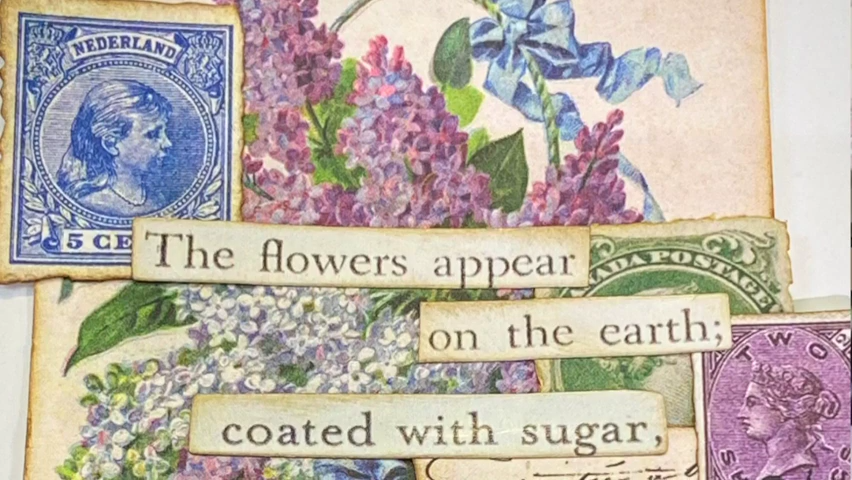 NEDERLAND
5 CE
The flowers appear
ADA POSTAGE
on the earth;
TWO
coated with sugar,